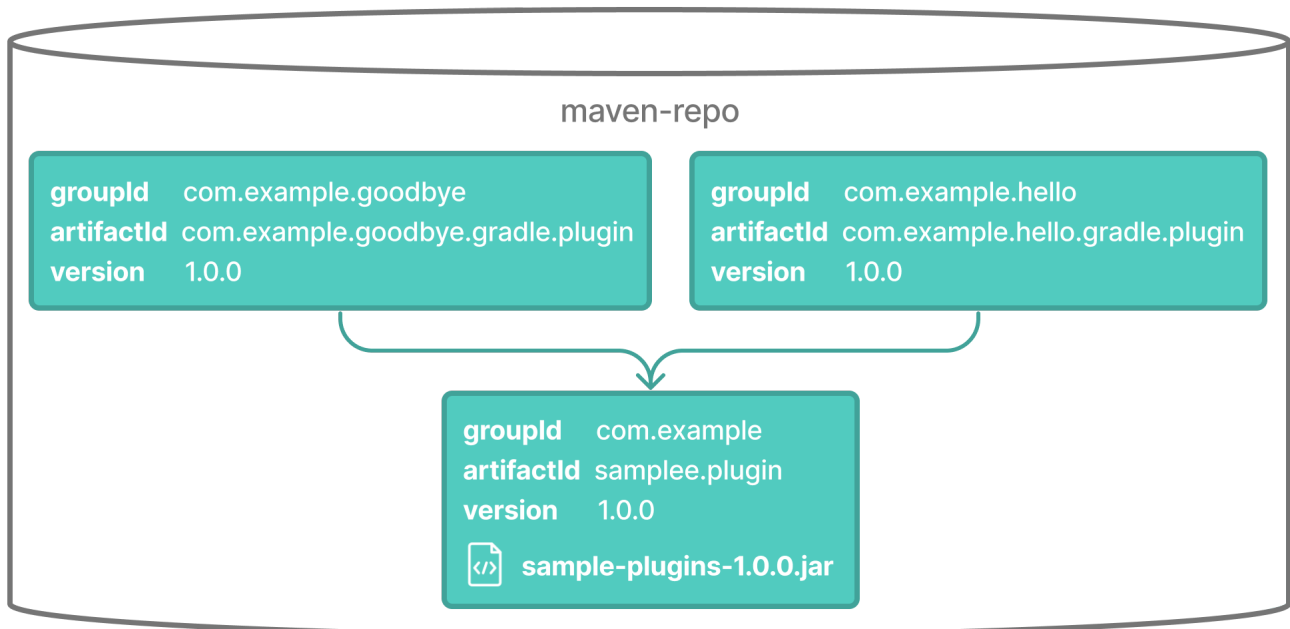 maven-repo
groupId com.example.goodbye
artifactId com.example.goodbye.gradle.plugin
version 1.0.0
groupId com.example.hello
artifactId com.example.hello.gradle.plugin
version 1.0.0
groupId com.example
artifactId samplee.plugin
version 1.0.0
</> sample-plugins-1.0.0.jar